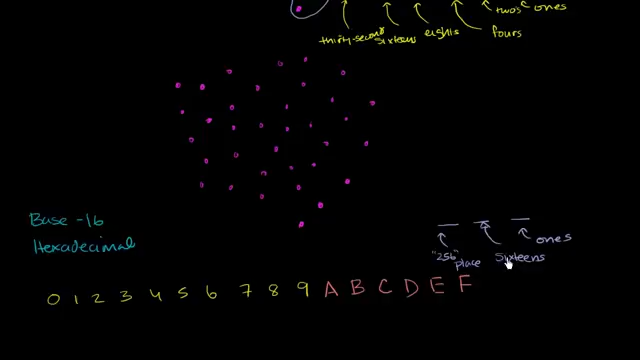 twos ones
thirty-second sixteens eights fours
Base-16
Hexadecimal
"256" place sixteens ones
0 1 2 3 4 5 6 7 8 9 A B C D E F